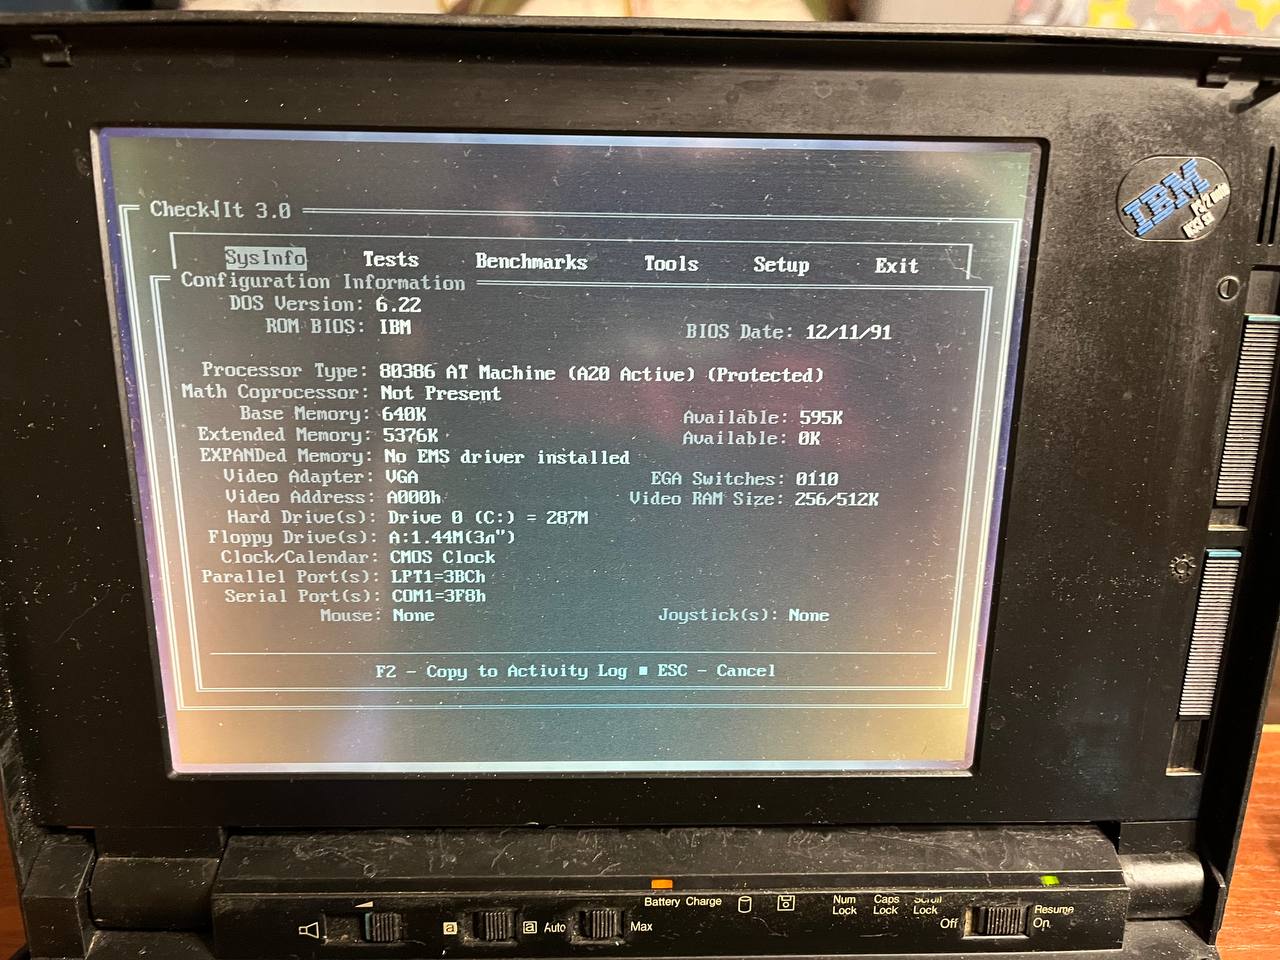 Check√It 3.0
SysInfo Tests Benchmarks Tools Setup Exit
Configuration Information
DOS Version: 6.22
ROM BIOS: IBM BIOS Date: 12/11/91
Processor Type: 80386 AT Machine (A20 Active) (Protected)
Math Coprocessor: Not Present
Base Memory: 640K Available: 595K
Extended Memory: 5376K Available: 0K
EXPANDed Memory: No EMS driver installed
Video Adapter: VGA EGA Switches: 0110
Video Address: A000h Video RAM Size: 256/512K
Hard Drive(s): Drive 0 (C:) = 287M
Floppy Drive(s): A:1.44M(3л")
Clock/Calendar: CMOS Clock
Parallel Port(s): LPT1=3BCh
Serial Port(s): COM1=3F8h
Mouse: None Joystick(s): None
F2 - Copy to Activity Log ■ ESC - Cancel
IBM
Battery Charge
Num Lock
Caps Lock
Scroll Lock
a a Auto Max
Off Resume On